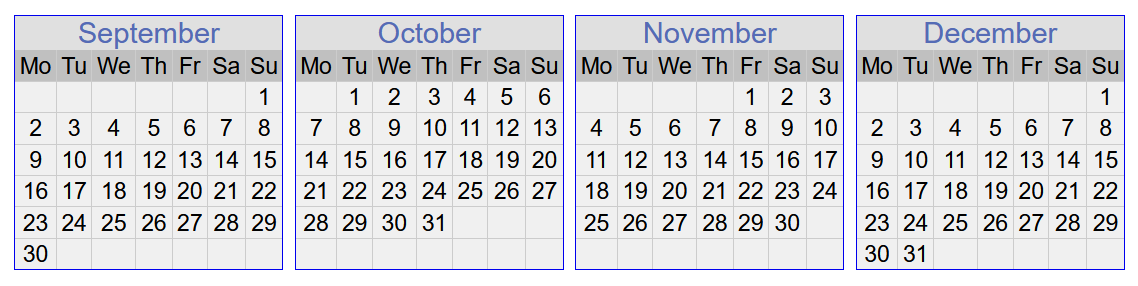 September
Mo Tu We Th Fr Sa Su
1
2 3 4 5 6 7 8
9 10 11 12 13 14 15
16 17 18 19 20 21 22
23 24 25 26 27 28 29
30
October
Mo Tu We Th Fr Sa Su
1 2 3 4 5 6
7 8 9 10 11 12 13
14 15 16 17 18 19 20
21 22 23 24 25 26 27
28 29 30 31
November
Mo Tu We Th Fr Sa Su
1 2 3
4 5 6 7 8 9 10
11 12 13 14 15 16 17
18 19 20 21 22 23 24
25 26 27 28 29 30
December
Mo Tu We Th Fr Sa Su
1
2 3 4 5 6 7 8
9 10 11 12 13 14 15
16 17 18 19 20 21 22
23 24 25 26 27 28 29
30 31